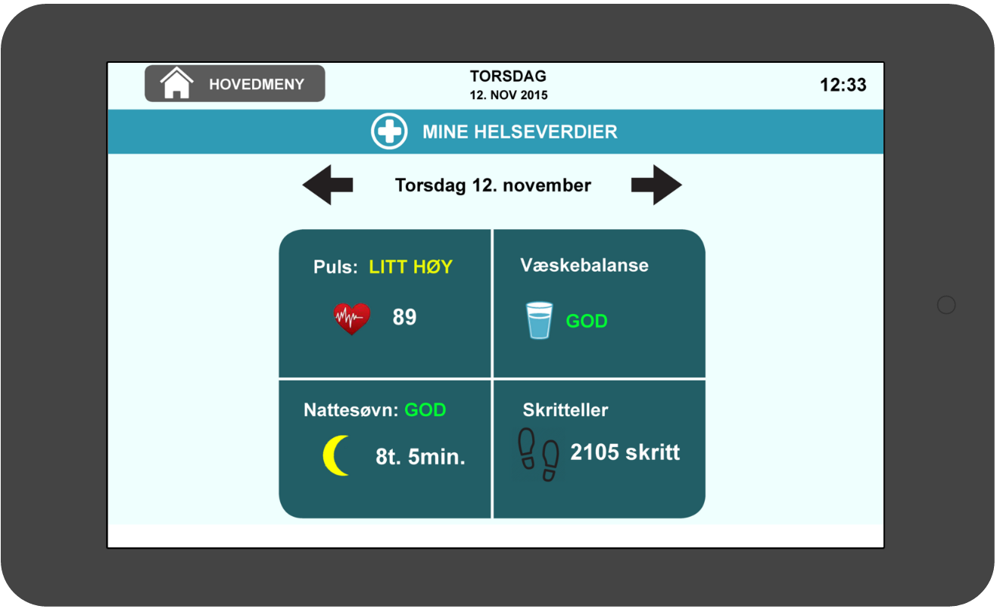 HOVEDMENY
TORSDAG
12. NOV 2015
12:33
MINE HELSEVERDIER
Torsdag 12. november
Puls: LITT HØY
89
Væskebalanse
GOD
Nattesøvn: GOD
8t. 5min.
Skritteller
2105 skritt